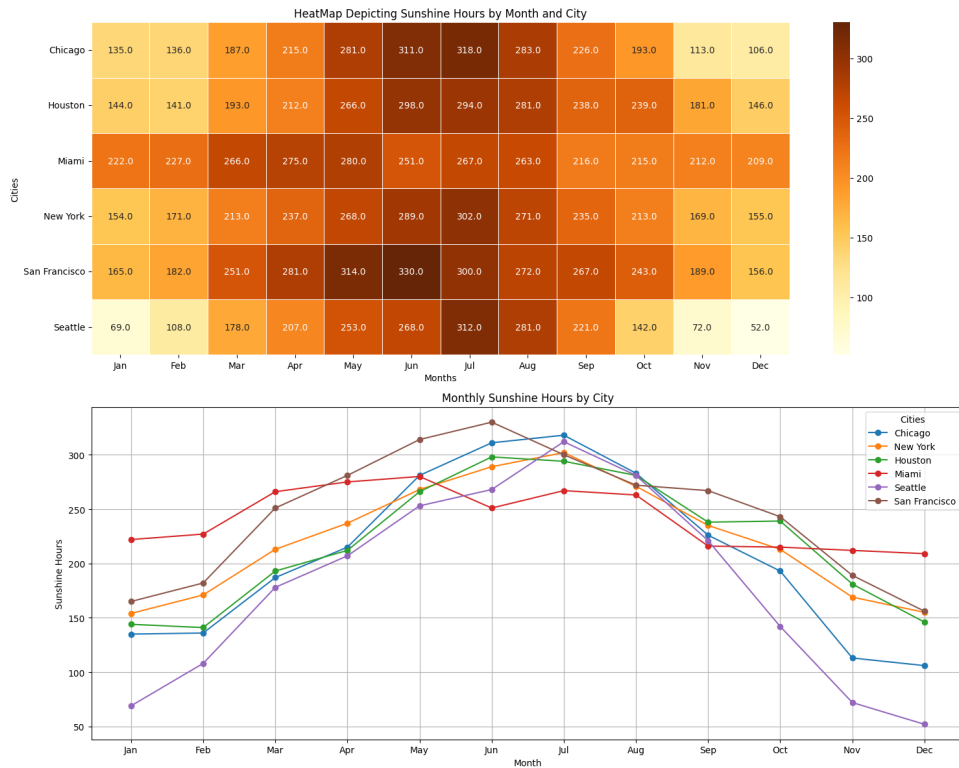 HeatMap Depicting Sunshine Hours by Month and City
Cities
Chicago 135.0 136.0 187.0 215.0 281.0 311.0 318.0 283.0 226.0 193.0 113.0 106.0
Houston 144.0 141.0 193.0 212.0 266.0 298.0 294.0 281.0 238.0 239.0 181.0 146.0
Miami 222.0 227.0 266.0 275.0 280.0 251.0 267.0 263.0 216.0 215.0 212.0 209.0
New York 154.0 171.0 213.0 237.0 268.0 289.0 302.0 271.0 235.0 213.0 169.0 155.0
San Francisco 165.0 182.0 251.0 281.0 314.0 330.0 300.0 272.0 267.0 243.0 189.0 156.0
Seattle 69.0 108.0 178.0 207.0 253.0 268.0 312.0 281.0 221.0 142.0 72.0 52.0
Jan Feb Mar Apr May Jun Jul Aug Sep Oct Nov Dec
Months
300
250
200
150
100
Monthly Sunshine Hours by City
Sunshine Hours
300
250
200
150
100
50
Cities
Chicago
New York
Houston
Miami
Seattle
San Francisco
Jan Feb Mar Apr May Jun Jul Aug Sep Oct Nov Dec
Month